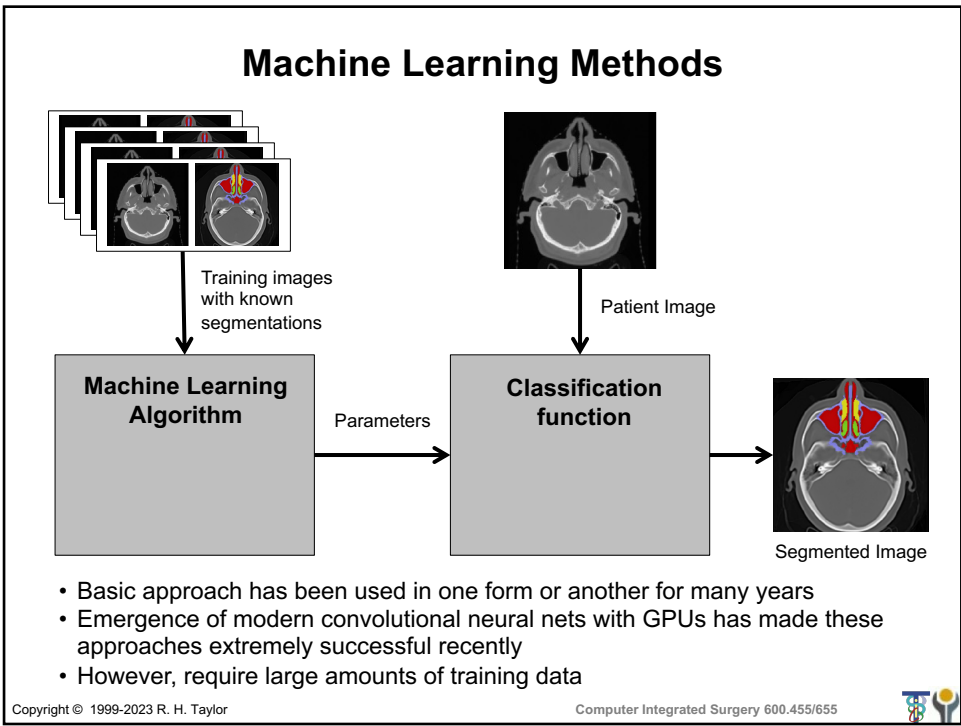 Machine Learning Methods
Training images
with known
segmentations
Patient Image
Machine Learning
Algorithm
Parameters
Classification
function
Segmented Image
• Basic approach has been used in one form or another for many years
• Emergence of modern convolutional neural nets with GPUs has made these
approaches extremely successful recently
• However, require large amounts of training data
Copyright © 1999-2023 R. H. Taylor
Computer Integrated Surgery 600.455/655